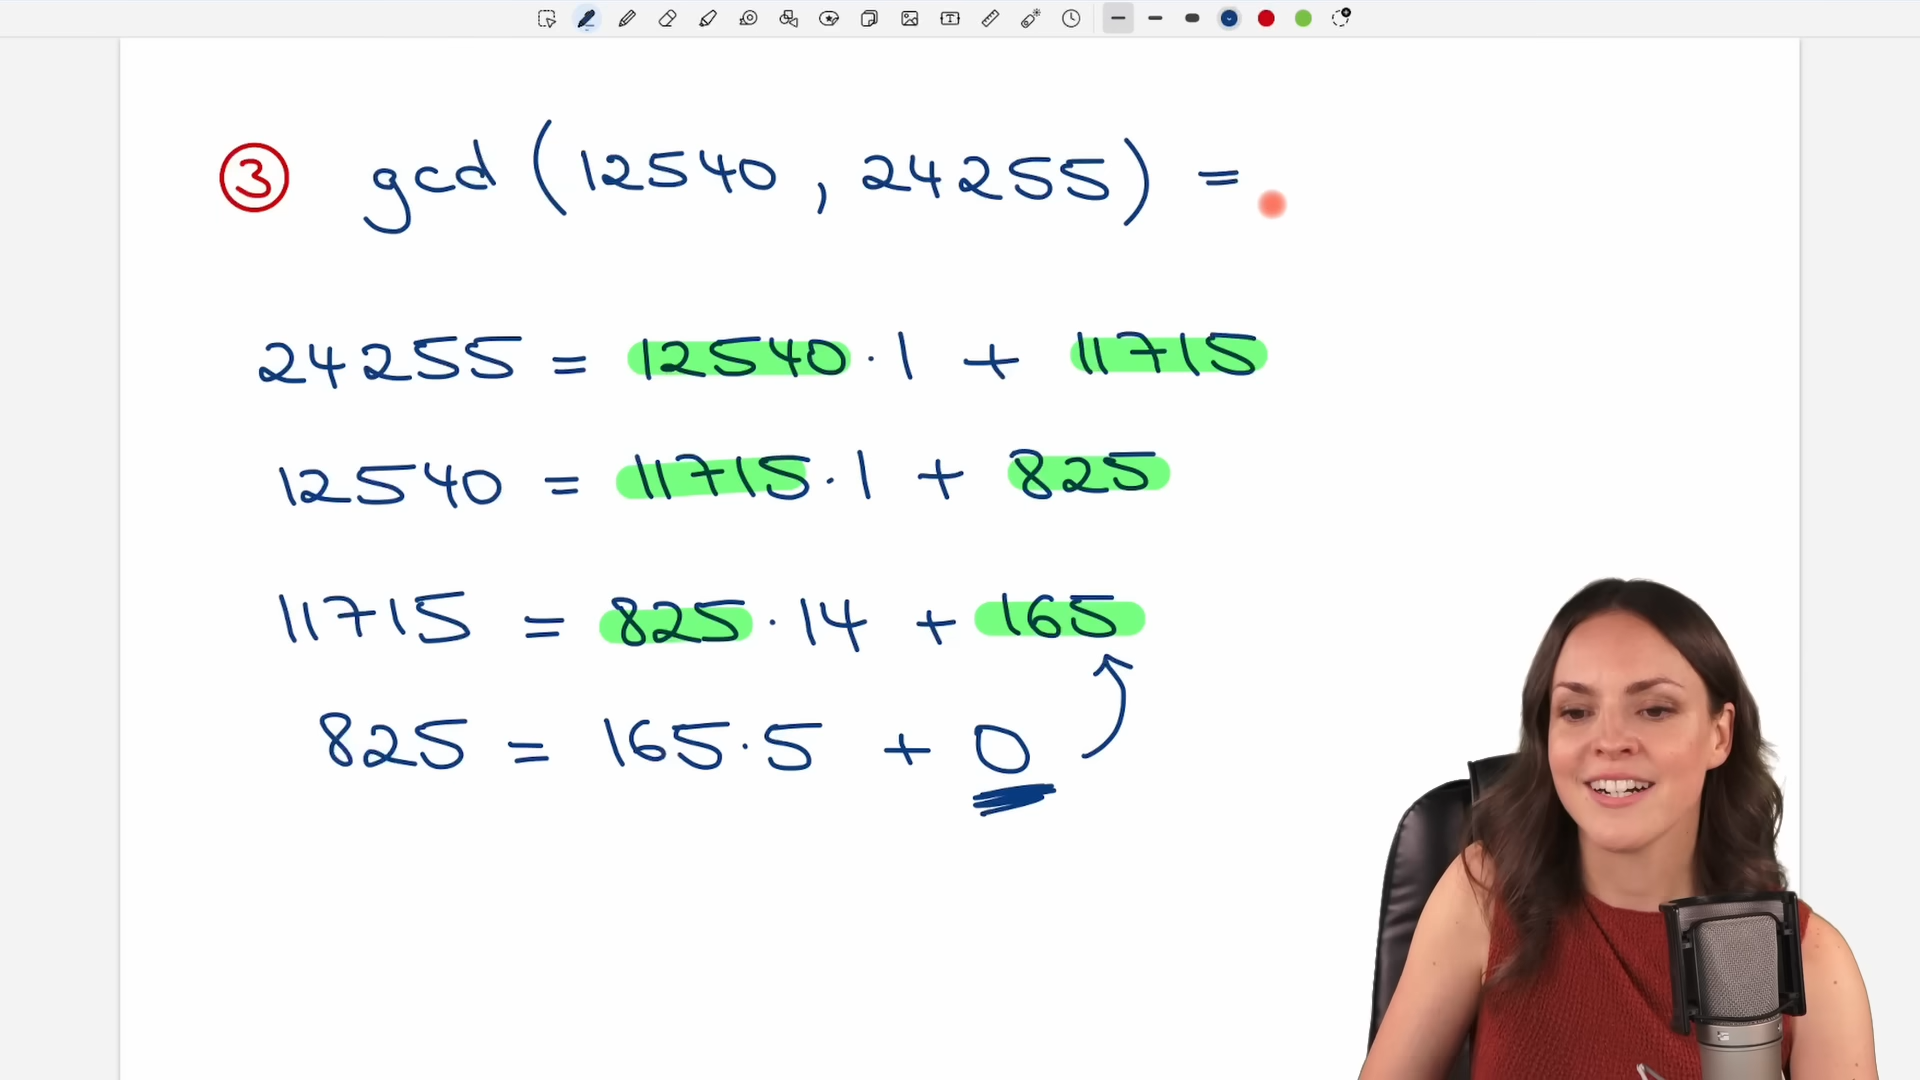 ③ gcd (12540, 24255) =
24255 = 12540 · 1 + 11715
12540 = 11715 · 1 + 825
11715 = 825 · 14 + 165
825 = 165 · 5 + 0